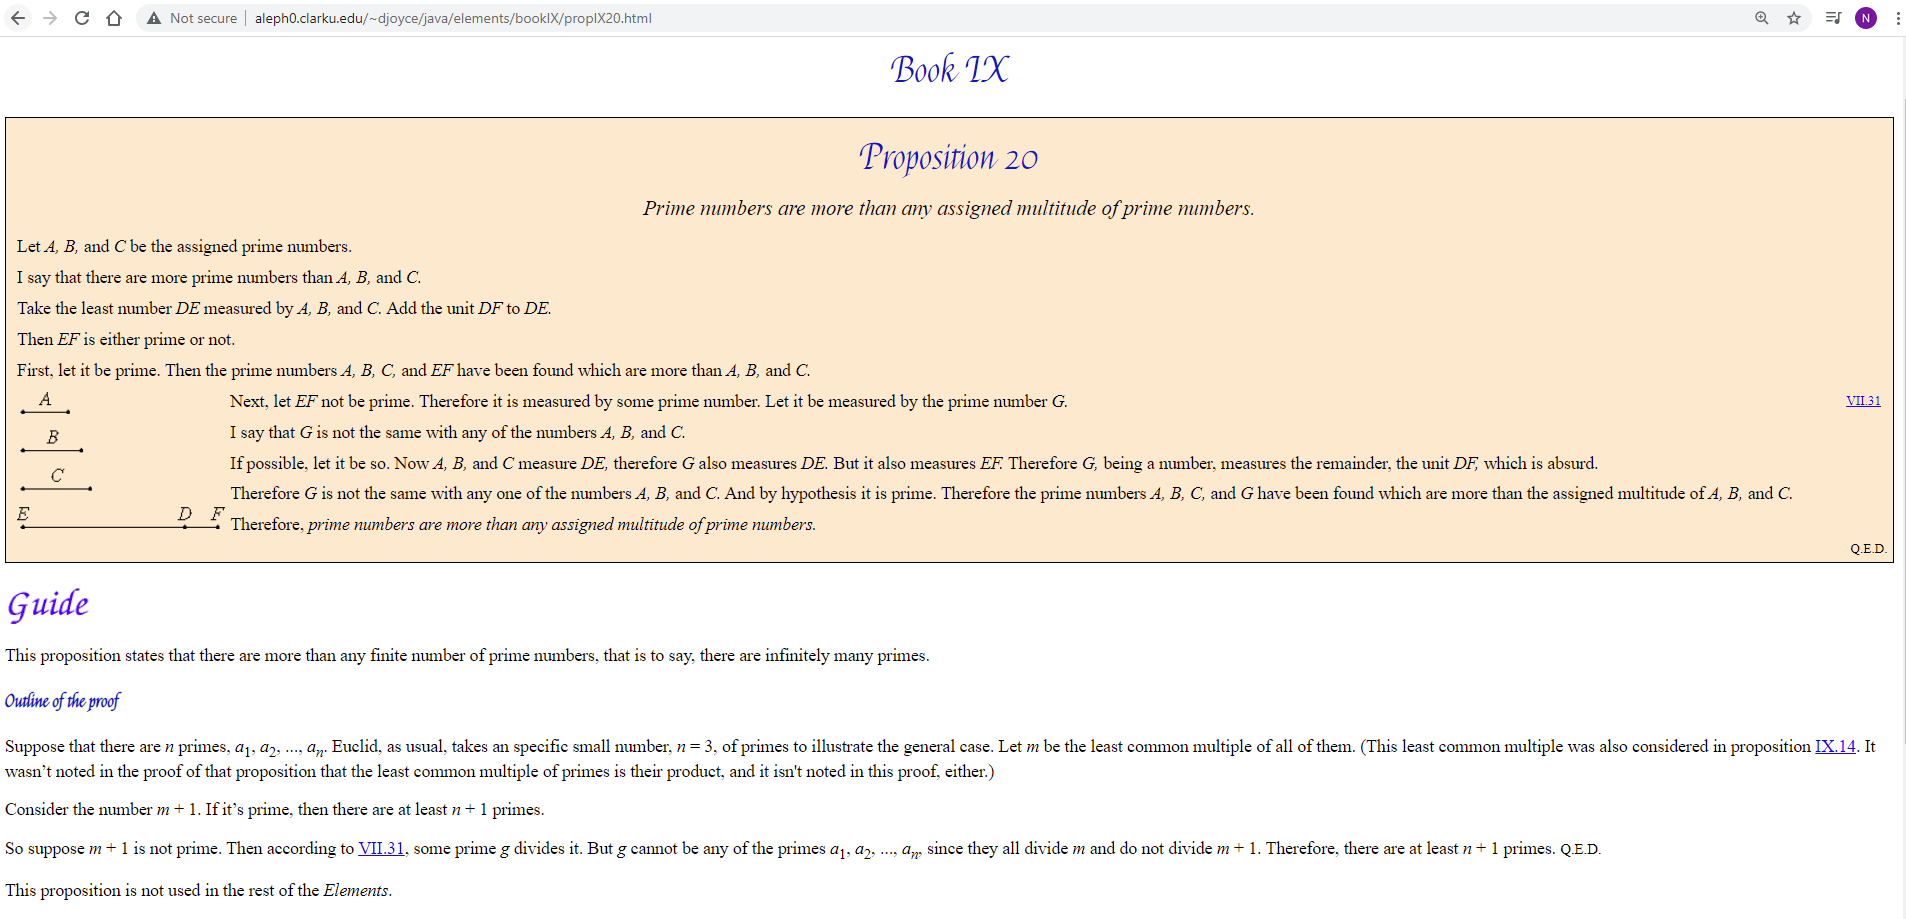 Not secure | aleph0.clarku.edu/~djoyce/java/elements/bookIX/propIX20.html
N
Book IX
Proposition 20
Prime numbers are more than any assigned multitude of prime numbers.
Let A, B, and C be the assigned prime numbers.
I say that there are more prime numbers than A, B, and C.
Take the least number DE measured by A, B, and C. Add the unit DF to DE.
Then EF is either prime or not.
First, let it be prime. Then the prime numbers A, B, C, and EF have been found which are more than A, B, and C.
A
Next, let EF not be prime. Therefore it is measured by some prime number. Let it be measured by the prime number G.
VII.31
B
I say that G is not the same with any of the numbers A, B, and C.
C
If possible, let it be so. Now A, B, and C measure DE, therefore G also measures DE. But it also measures EF. Therefore G, being a number, measures the remainder, the unit DF, which is absurd.
Therefore G is not the same with any one of the numbers A, B, and C. And by hypothesis it is prime. Therefore the prime numbers A, B, C, and G have been found which are more than the assigned multitude of A, B, and C.
E D F
Therefore, prime numbers are more than any assigned multitude of prime numbers.
Q.E.D.
Guide
This proposition states that there are more than any finite number of prime numbers, that is to say, there are infinitely many primes.
Outline of the proof
Suppose that there are n primes, a1, a2, ..., an. Euclid, as usual, takes an specific small number, n = 3, of primes to illustrate the general case. Let m be the least common multiple of all of them. (This least common multiple was also considered in proposition IX.14. It
wasn’t noted in the proof of that proposition that the least common multiple of primes is their product, and it isn't noted in this proof, either.)
Consider the number m + 1. If it’s prime, then there are at least n + 1 primes.
So suppose m + 1 is not prime. Then according to VII.31, some prime g divides it. But g cannot be any of the primes a1, a2, ..., an, since they all divide m and do not divide m + 1. Therefore, there are at least n + 1 primes. Q.E.D.
This proposition is not used in the rest of the Elements.